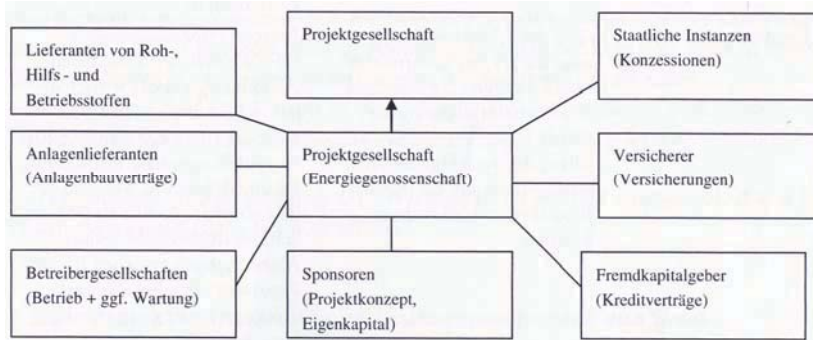 Lieferanten von Roh-,
Hilfs - und
Betriebsstoffen
Projektgesellschaft
Staatliche Instanzen
(Konzessionen)
Anlagenlieferanten
(Anlagenbauverträge)
Projektgesellschaft
(Energiegenossenschaft)
Versicherer
(Versicherungen)
Betreibergesellschaften
(Betrieb + ggf. Wartung)
Sponsoren
(Projektkonzept,
Eigenkapital)
Fremdkapitalgeber
(Kreditverträge)